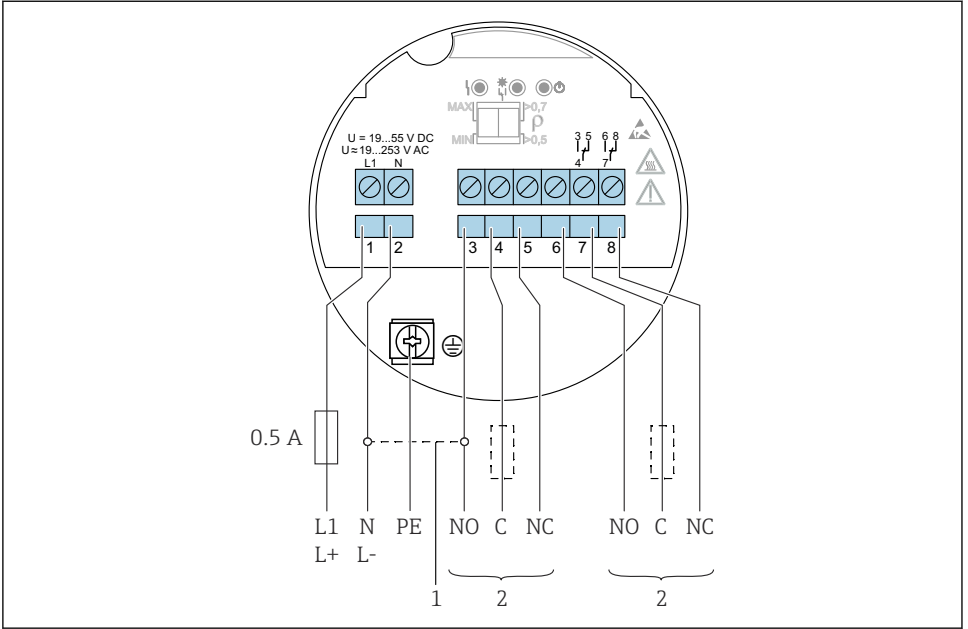 MAX >0,7
ρ
MIN >0,5
U = 19...55 V DC
U≈19...253 V AC
L1 N
3 5 6 8
4 7
1 2 3 4 5 6 7 8
0.5 A
L1 N PE NO C NC NO C NC
L+ L-
1 2 2